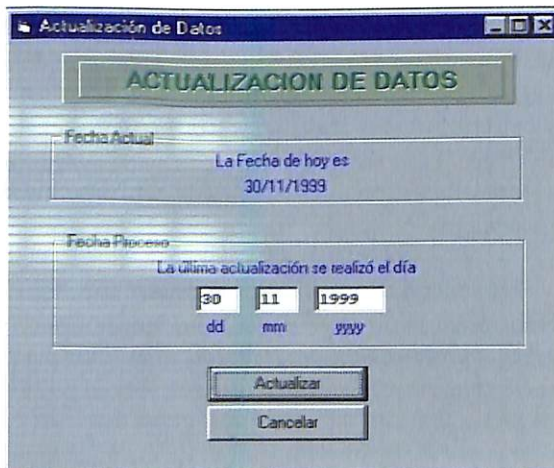 Actualización de Datos
ACTUALIZACION DE DATOS
Fecha Actual
La Fecha de hoy es
30/11/1999
Fecha Proceso
La última actualización se realizó el día
30 11 1999
dd mm yyyy
Actualizar
Cancelar